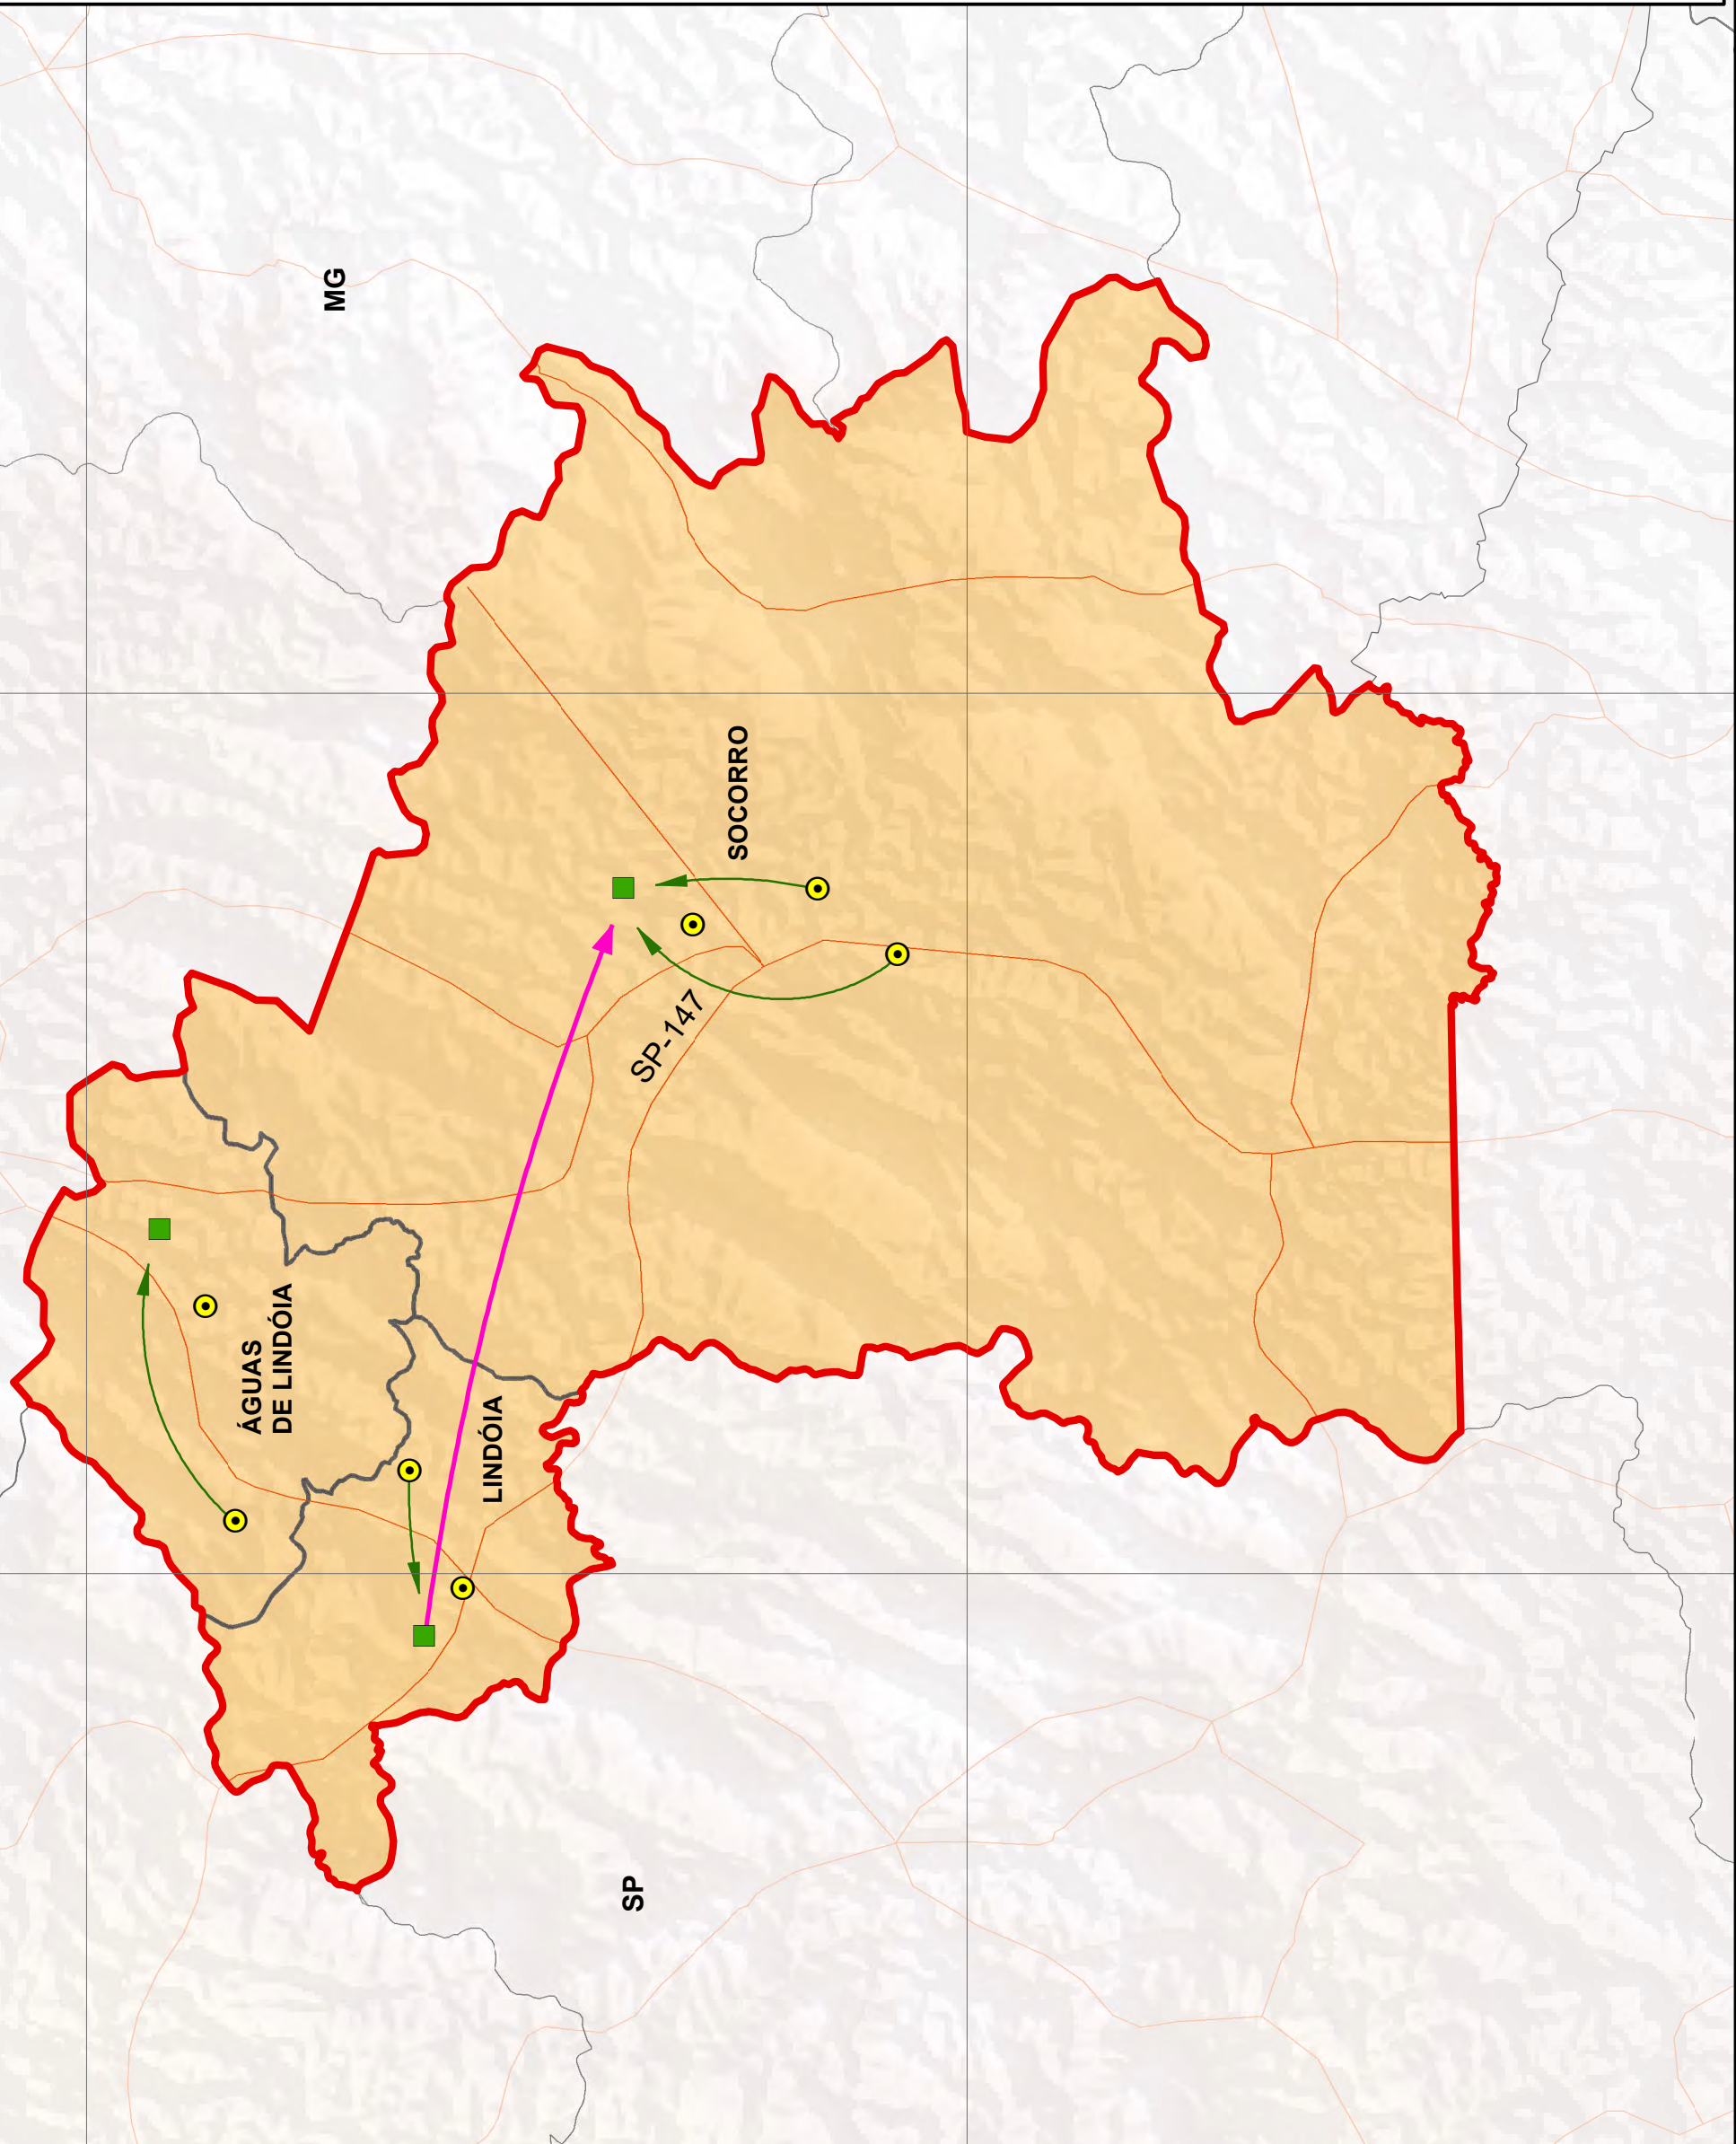 MG
SOCORRO
SP-147
ÁGUAS
DE LINDÓIA
LINDÓIA
SP